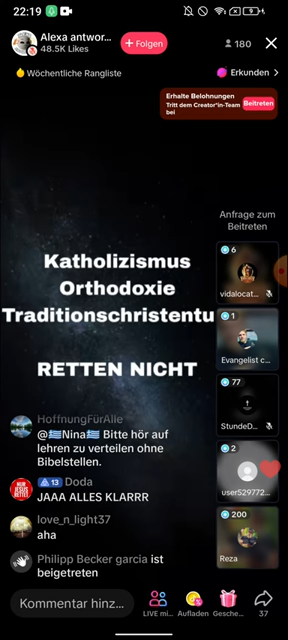 22:19
Alexa antwor...
48.5K Likes
+ Folgen
180
Wöchentliche Rangliste
Erkunden
Erhalte Belohnungen
Tritt dem Creator*in-Team bei
Beitreten
Anfrage zum
Beitreten
Katholizismus
Orthodoxie
Traditionschristentu
RETTEN NICHT
6
vidalocat...
1
Evangelist c...
77
StundeD...
2
user529772...
200
Reza
HoffnungFürAlle
@🇬🇷Nina🇬🇷 Bitte hör auf
lehren zu verteilen ohne
Bibelstellen.
NUR JESUS RETTET
13 Doda
JAAA ALLES KLARRR
love_n_light37
aha
Philipp Becker garcia ist
beigetreten
Kommentar hinz...
LIVE mi...
Aufladen
Gesche...
37